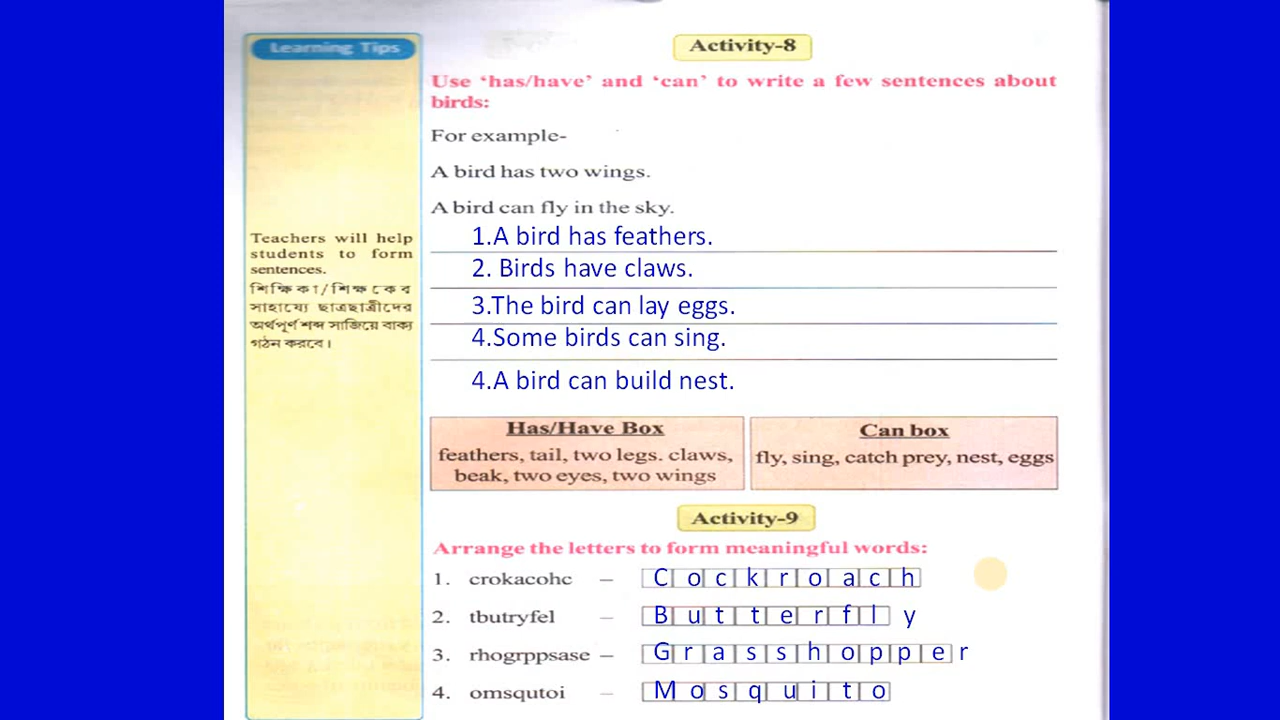 Learning Tips
Activity-8
Use ‘has/have’ and ‘can’ to write a few sentences about
birds:
For example-
A bird has two wings.
A bird can fly in the sky.
1.A bird has feathers.
2. Birds have claws.
3.The bird can lay eggs.
4.Some birds can sing.
4.A bird can build nest.
Teachers will help
students to form
sentences.
শিক্ষিকা/শিক্ষকের
সাহায্যে ছাত্রছাত্রীদের
অর্থপূর্ণ শব্দ সাজিয়ে বাক্য
গঠন করবে।
Has/Have Box
feathers, tail, two legs. claws,
beak, two eyes, two wings
Can box
fly, sing, catch prey, nest, eggs
Activity-9
Arrange the letters to form meaningful words:
1. crokacohc – C o c k r o a c h
2. tbutryfel – B u t t e r f l y
3. rhogrppsase – G r a s s h o p p e r
4. omsqutoi – M o s q u i t o